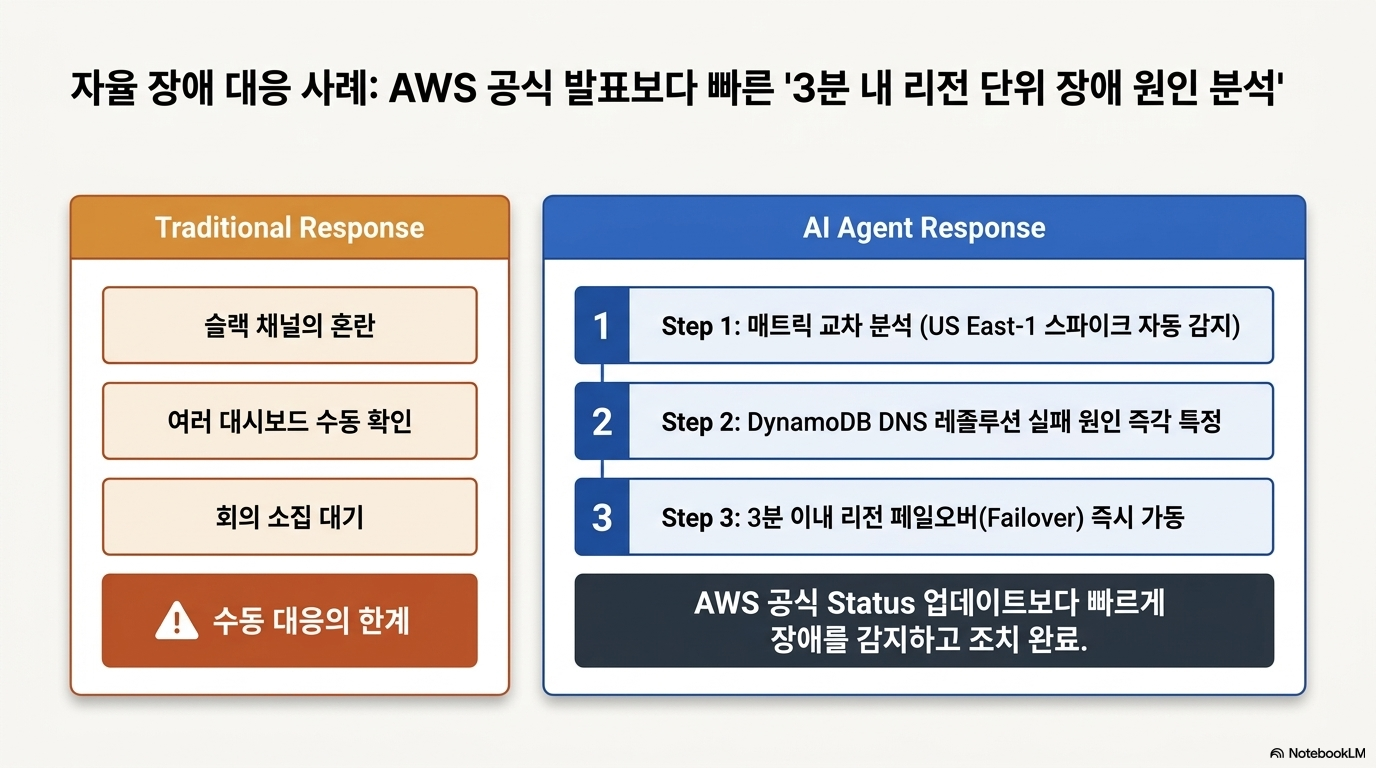 자율 장애 대응 사례: AWS 공식 발표보다 빠른 '3분 내 리전 단위 장애 원인 분석'
Traditional Response
슬랙 채널의 혼란
여러 대시보드 수동 확인
회의 소집 대기
수동 대응의 한계
AI Agent Response
1
Step 1: 매트릭 교차 분석 (US East-1 스파이크 자동 감지)
2
Step 2: DynamoDB DNS 레졸루션 실패 원인 즉각 특정
3
Step 3: 3분 이내 리전 페일오버(Failover) 즉시 가동
AWS 공식 Status 업데이트보다 빠르게
장애를 감지하고 조치 완료.
NotebookLM